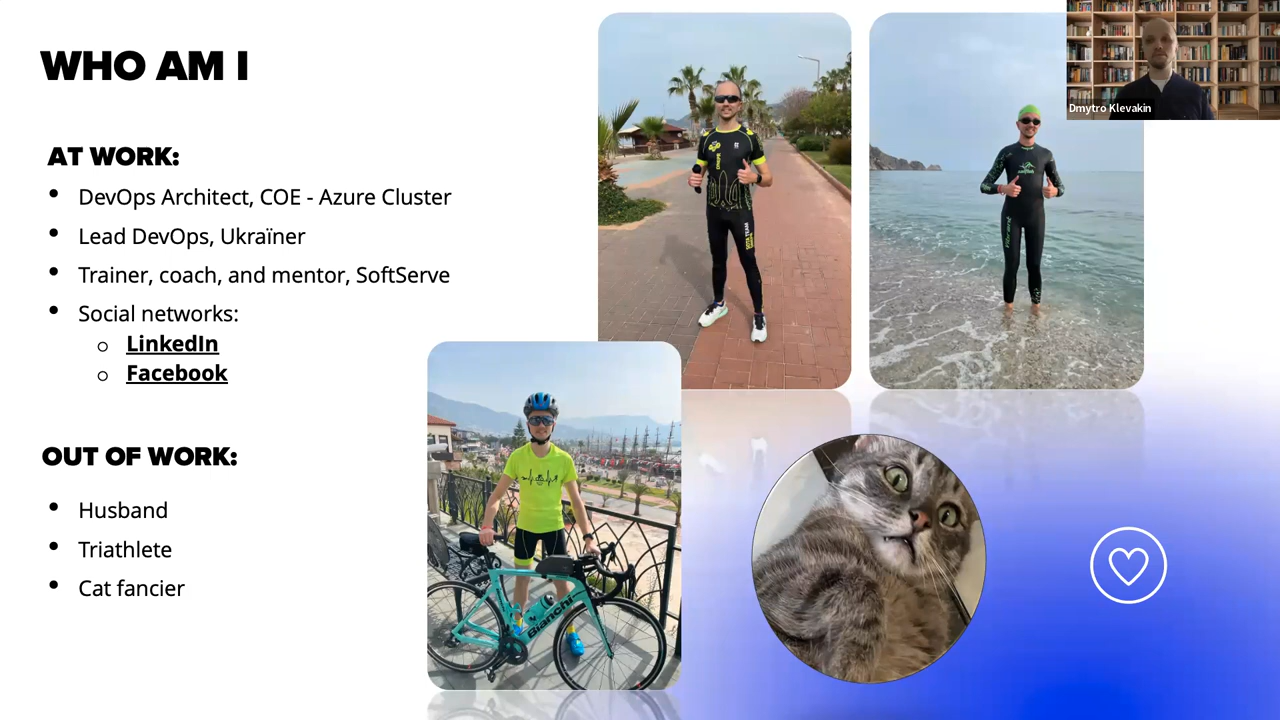 WHO AM I
AT WORK:
• DevOps Architect, COE - Azure Cluster
• Lead DevOps, Ukraïner
• Trainer, coach, and mentor, SoftServe
• Social networks:
o LinkedIn
o Facebook
OUT OF WORK:
• Husband
• Triathlete
• Cat fancier
Dmytro Klevakin
Bianchi